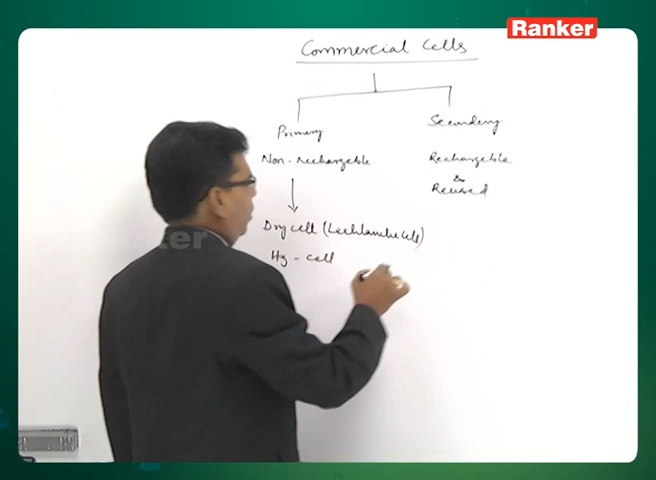 Ranker
Commercial Cells
Primary
Secondary
Non-rechargeble
Rechargeble
&
Reused
Dry cell (Lechlanche Cell)
Hg - cell